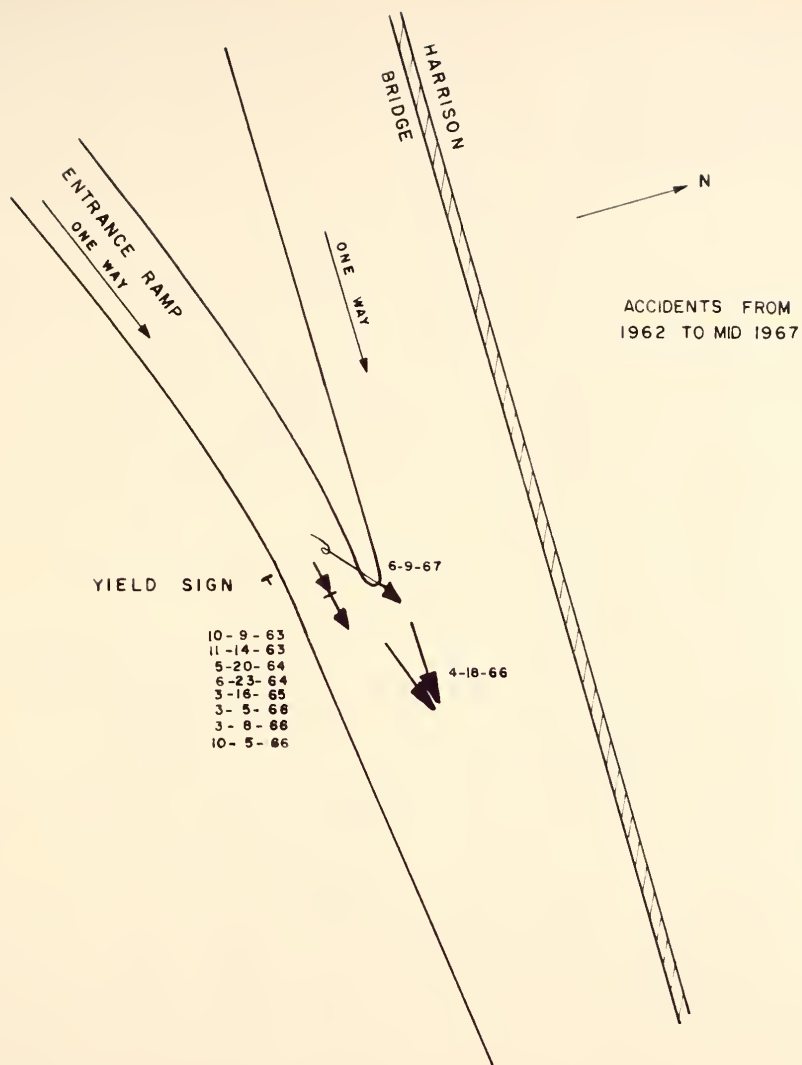 HARRISON
BRIDGE
N
ENTRANCE RAMP
ONE WAY
ONE WAY
ACCIDENTS FROM
1962 TO MID 1967
6-9-67
YIELD SIGN
10-9-63
11-14-63
5-20-64
6-23-64
3-16-65
3-5-66
3-8-66
10-5-66
4-18-66